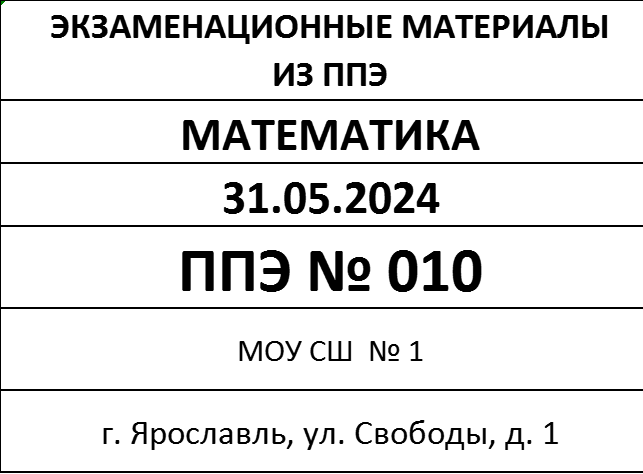 ЭКЗАМЕНАЦИОННЫЕ МАТЕРИАЛЫ
ИЗ ППЭ
МАТЕМАТИКА
31.05.2024
ППЭ № 010
МОУ СШ № 1
г. Ярославль, ул. Свободы, д. 1